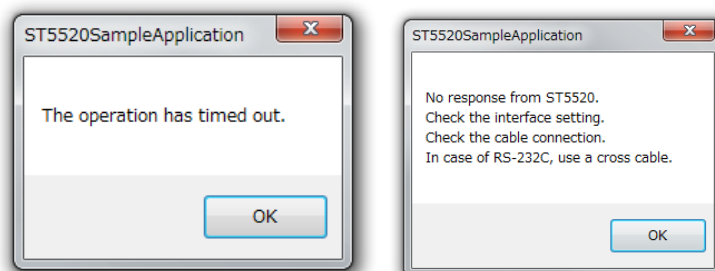 ST5520SampleApplication
The operation has timed out.
OK
ST5520SampleApplication
No response from ST5520.
Check the interface setting.
Check the cable connection.
In case of RS-232C, use a cross cable.
OK